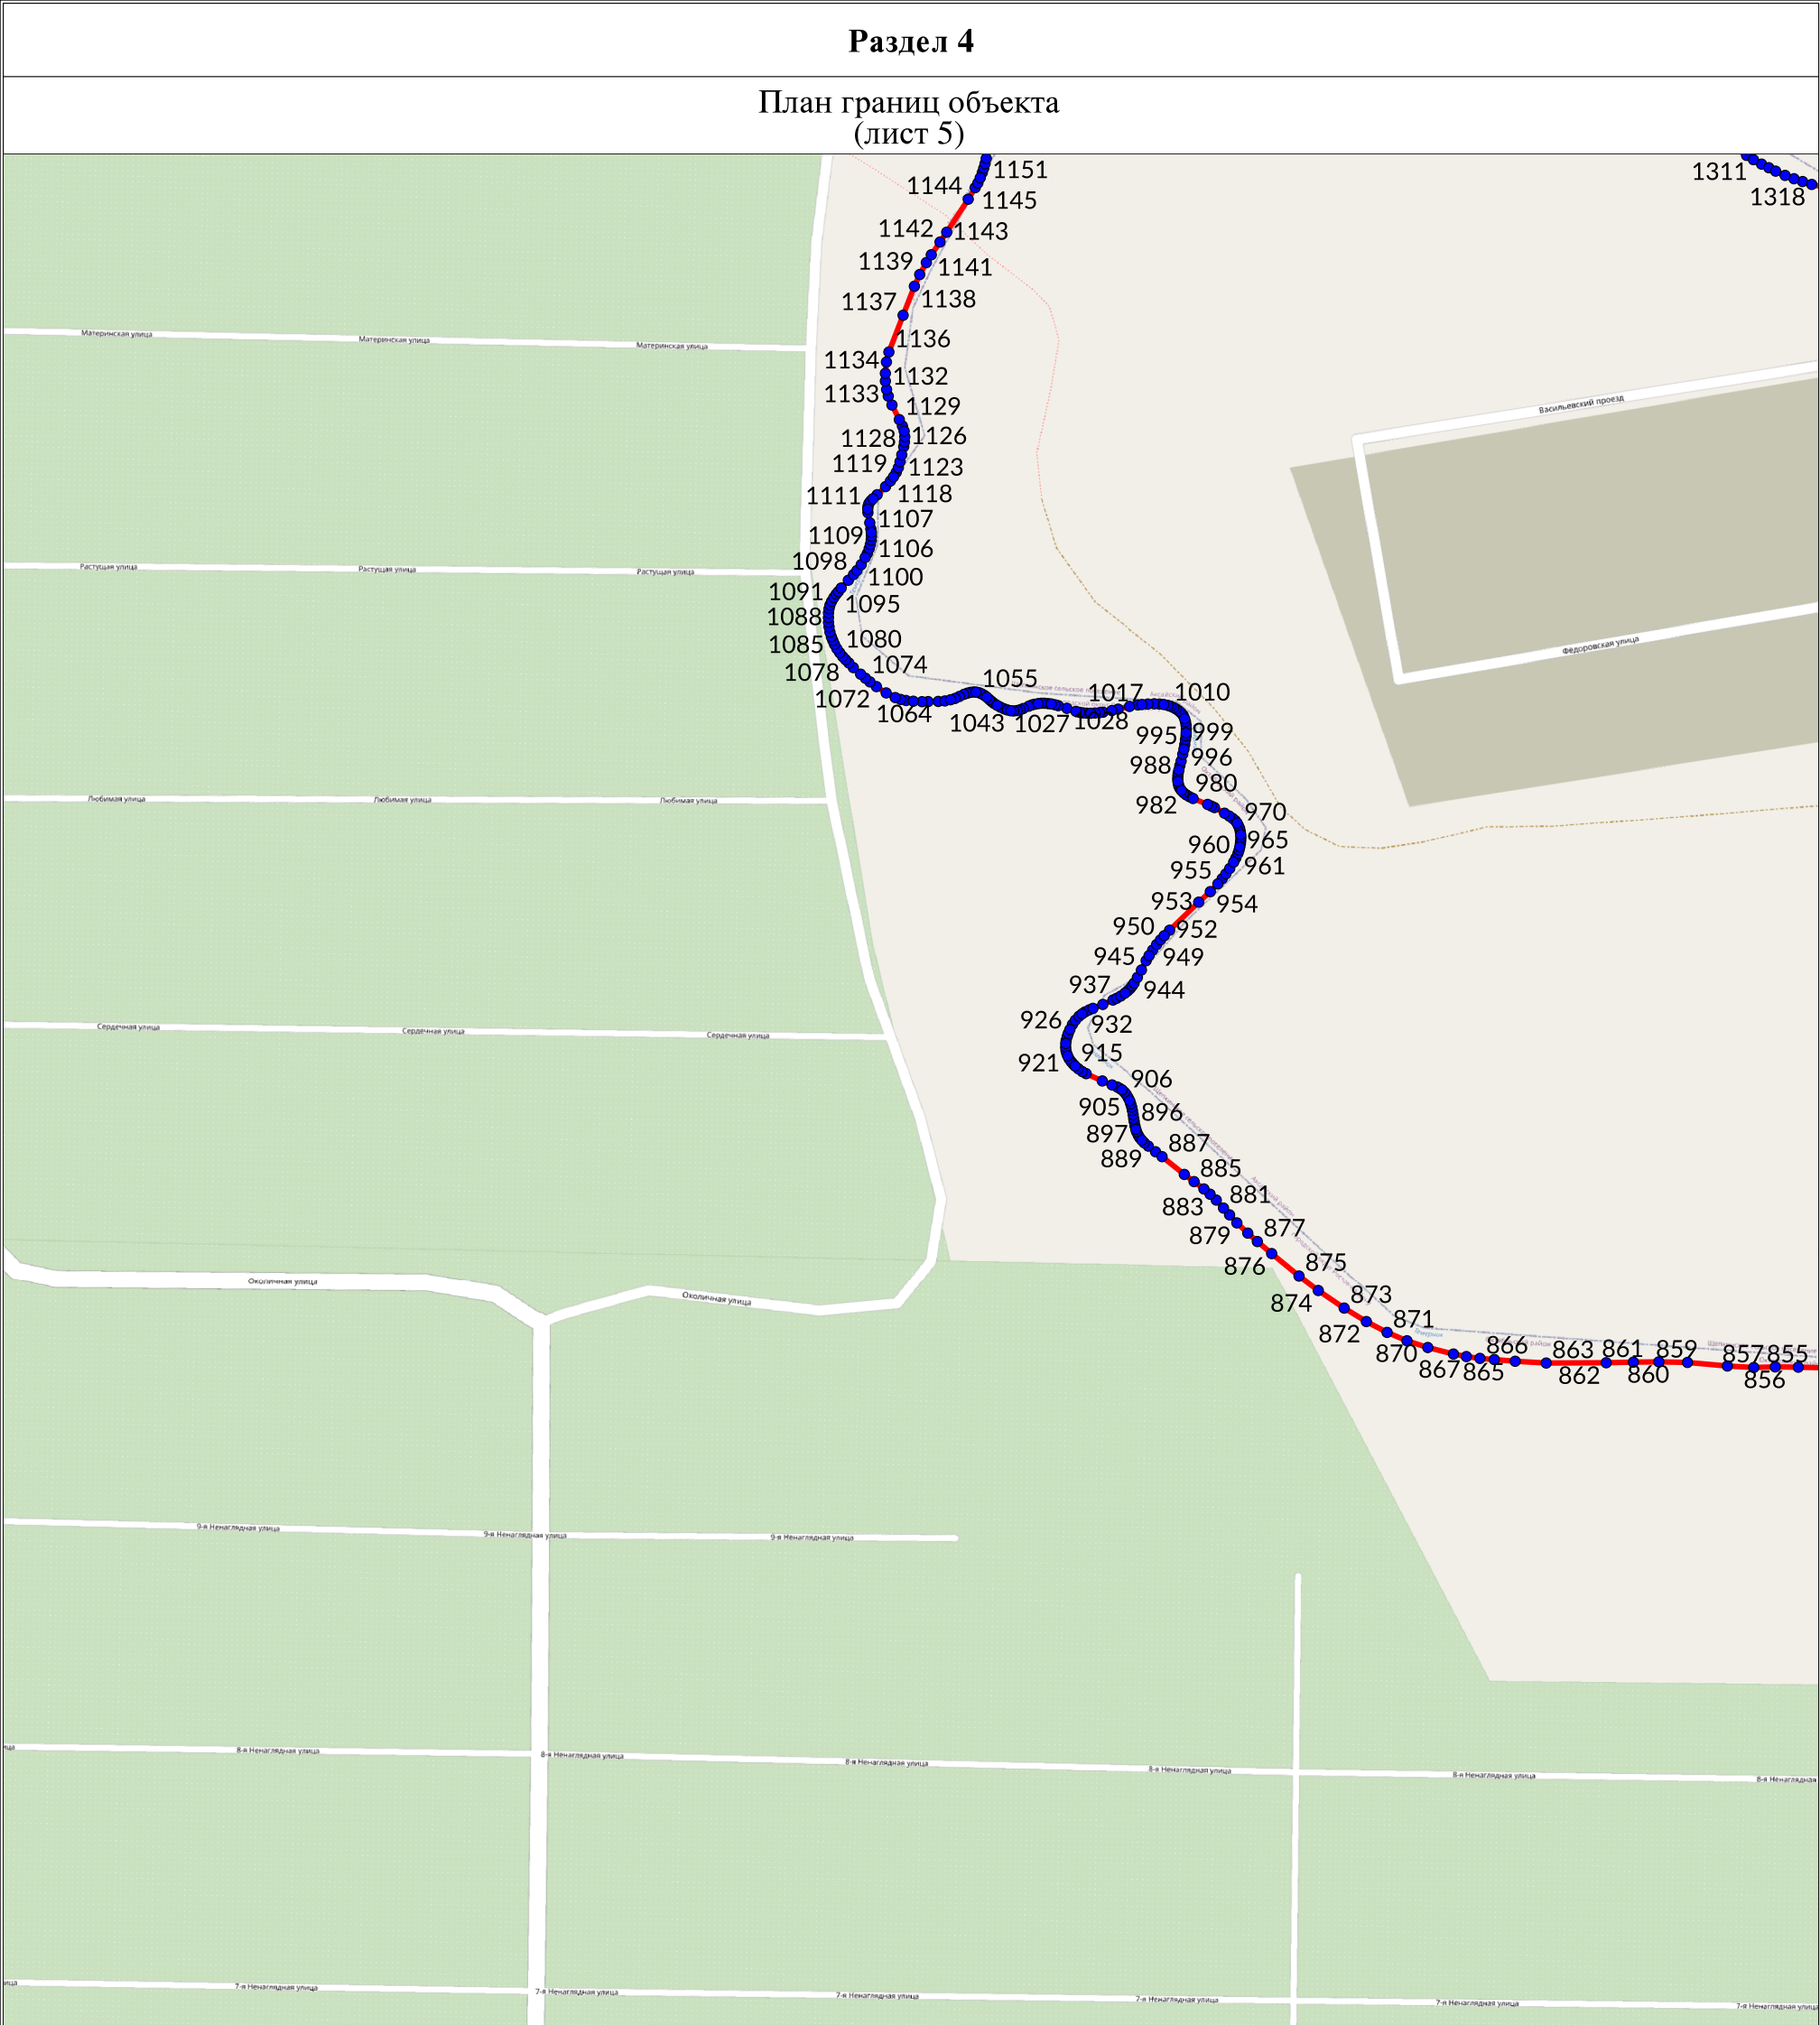 Раздел 4
План границ объекта
(лист 5)
1151
1311
1144
1145
1318
1142
1143
1139
1141
1137
1138
Материнская улица
Материнская улица
Материнская улица
1136
1134
1132
1133
1129
Васильевский проезд
1128
1126
1119
1123
1111
1118
1107
1109
1106
1098
Растущая улица
Растущая улица
Растущая улица
1100
1091
1095
1088
1080
1085
Федоровская улица
1074
1078
1055
1072
1017
1010
1064
1043
1027
1028
995
999
996
988
980
982
Любимая улица
Любимая улица
Любимая улица
970
960
965
961
955
953
954
950
952
945
949
937
944
926
932
Сердечная улица
Сердечная улица
Сердечная улица
915
921
906
905
896
897
887
889
885
881
883
877
879
876
875
Околичная улица
Околичная улица
873
874
871
872
870
866
863
861
859
857
855
867
865
862
860
856
9-я Ненаглядная улица
9-я Ненаглядная улица
9-я Ненаглядная улица
8-я Ненаглядная улица
8-я Ненаглядная улица
8-я Ненаглядная улица
8-я Ненаглядная улица
8-я Ненаглядная улица
8-я Ненаглядная
7-я Ненаглядная улица
7-я Ненаглядная улица
7-я Ненаглядная улица
7-я Ненаглядная улица
7-я Ненаглядная улица
7-я Ненаглядная улица